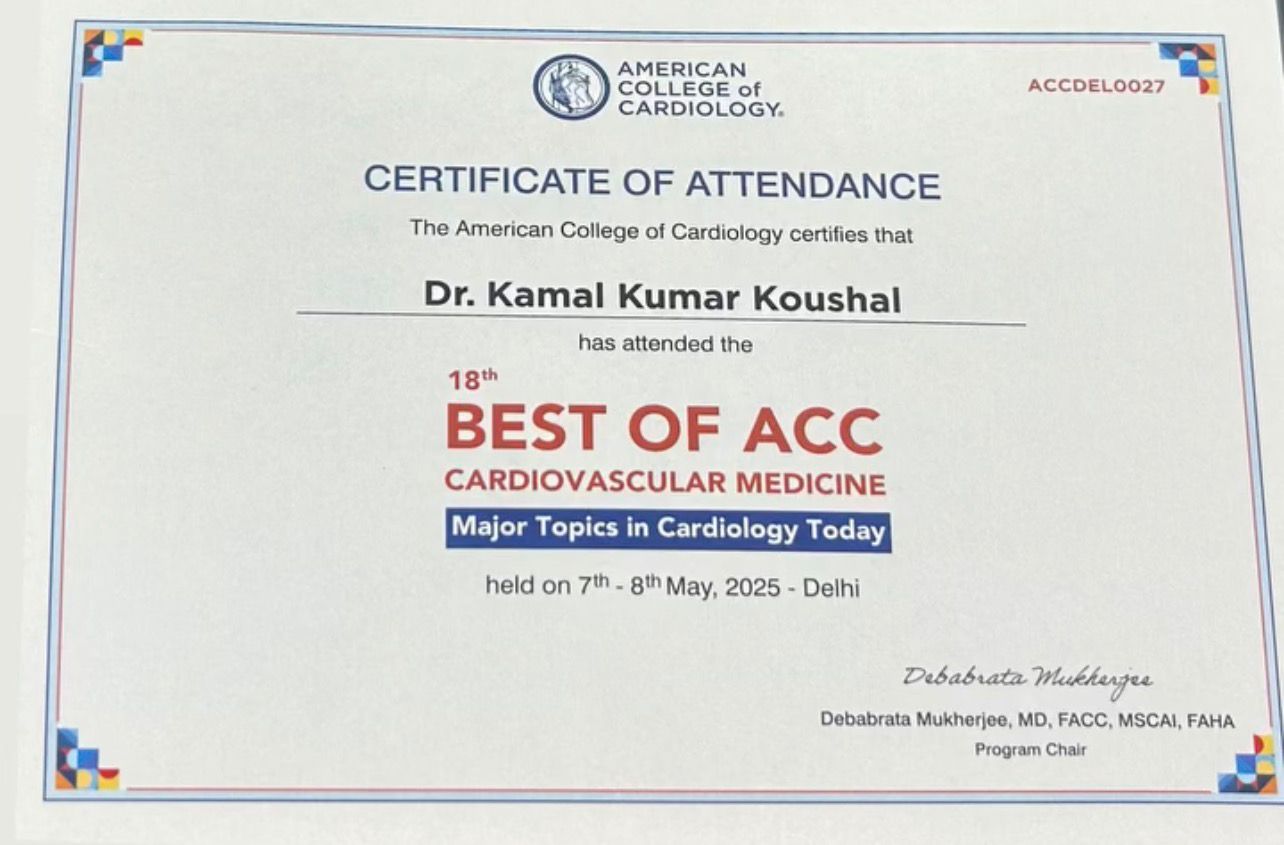 AMERICAN
COLLEGE of
CARDIOLOGY.
ACCDEL0027
CERTIFICATE OF ATTENDANCE
The American College of Cardiology certifies that
Dr. Kamal Kumar Koushal
has attended the
18th
BEST OF ACC
CARDIOVASCULAR MEDICINE
Major Topics in Cardiology Today
held on 7th - 8th May, 2025 - Delhi
Debabrata Mukherjee
Debabrata Mukherjee, MD, FACC, MSCAI, FAHA
Program Chair